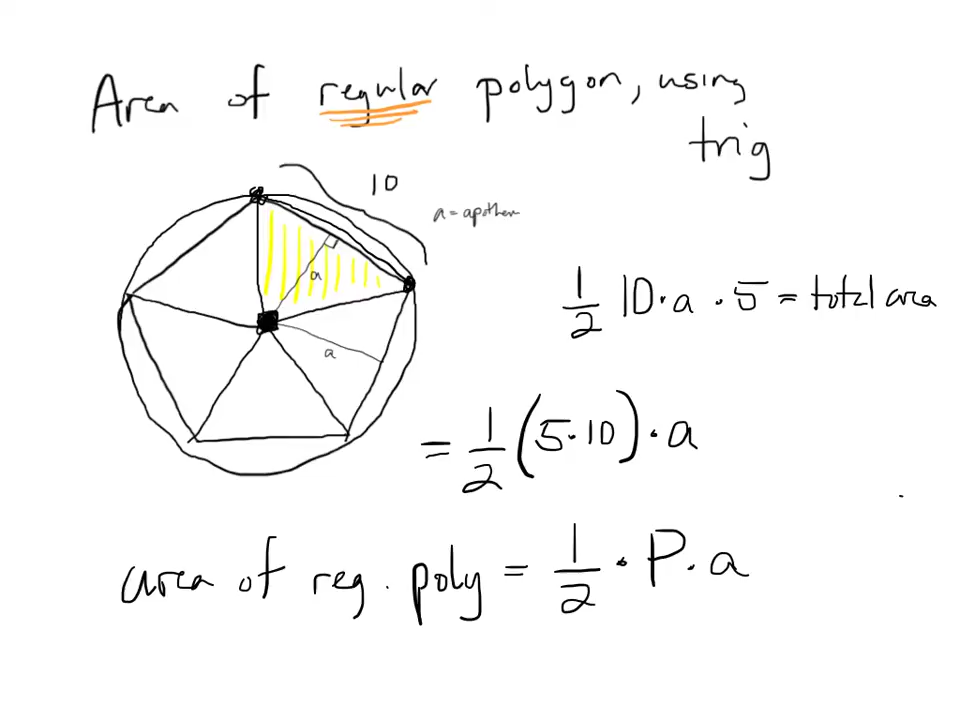 Area of regular polygon, using
trig
10
a = apothem
a
a
1/2 10 · a · 5 = total area
= 1/2 (5·10) · a
area of reg. poly = 1/2 · P · a